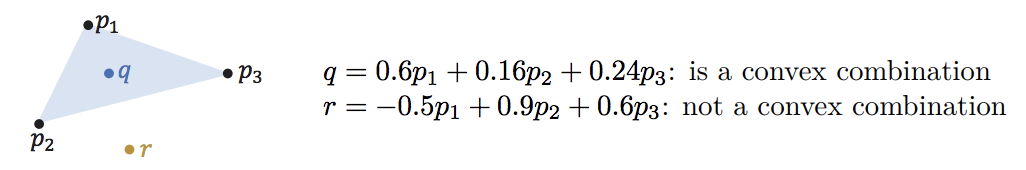 p₁
q
p₃
p₂
r
q = 0.6p₁ + 0.16p₂ + 0.24p₃: is a convex combination
r = −0.5p₁ + 0.9p₂ + 0.6p₃: not a convex combination